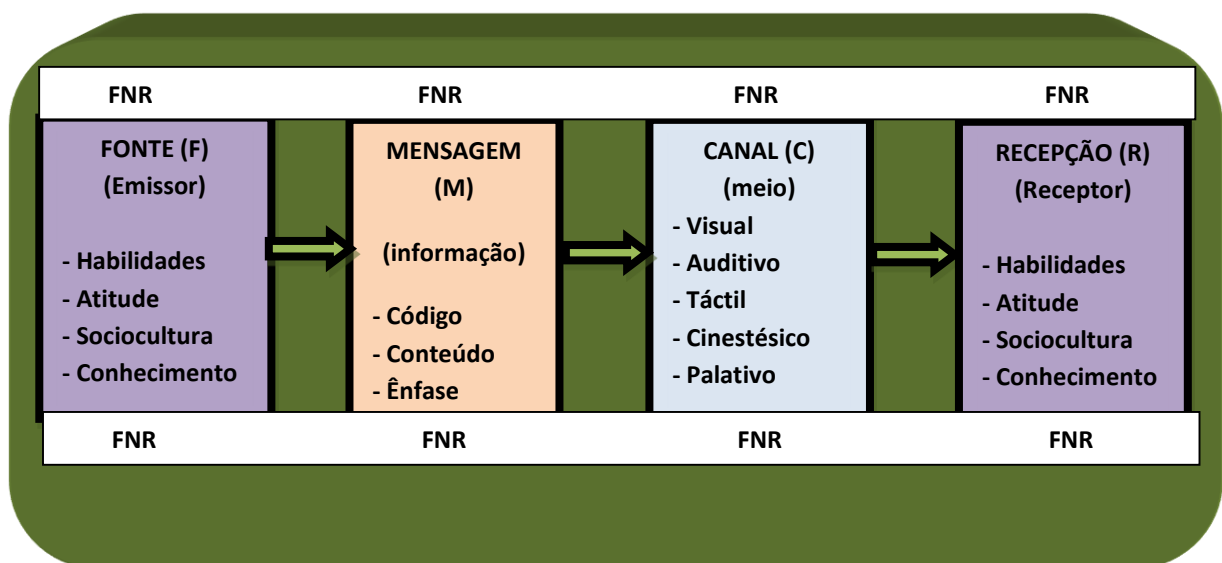 FNR FNR FNR FNR
FONTE (F)
(Emissor)
- Habilidades
- Atitude
- Sociocultura
- Conhecimento
MENSAGEM
(M)
(informação)
- Código
- Conteúdo
- Ênfase
CANAL (C)
(meio)
- Visual
- Auditivo
- Táctil
- Cinestésico
- Palativo
RECEPÇÃO (R)
(Receptor)
- Habilidades
- Atitude
- Sociocultura
- Conhecimento
FNR FNR FNR FNR